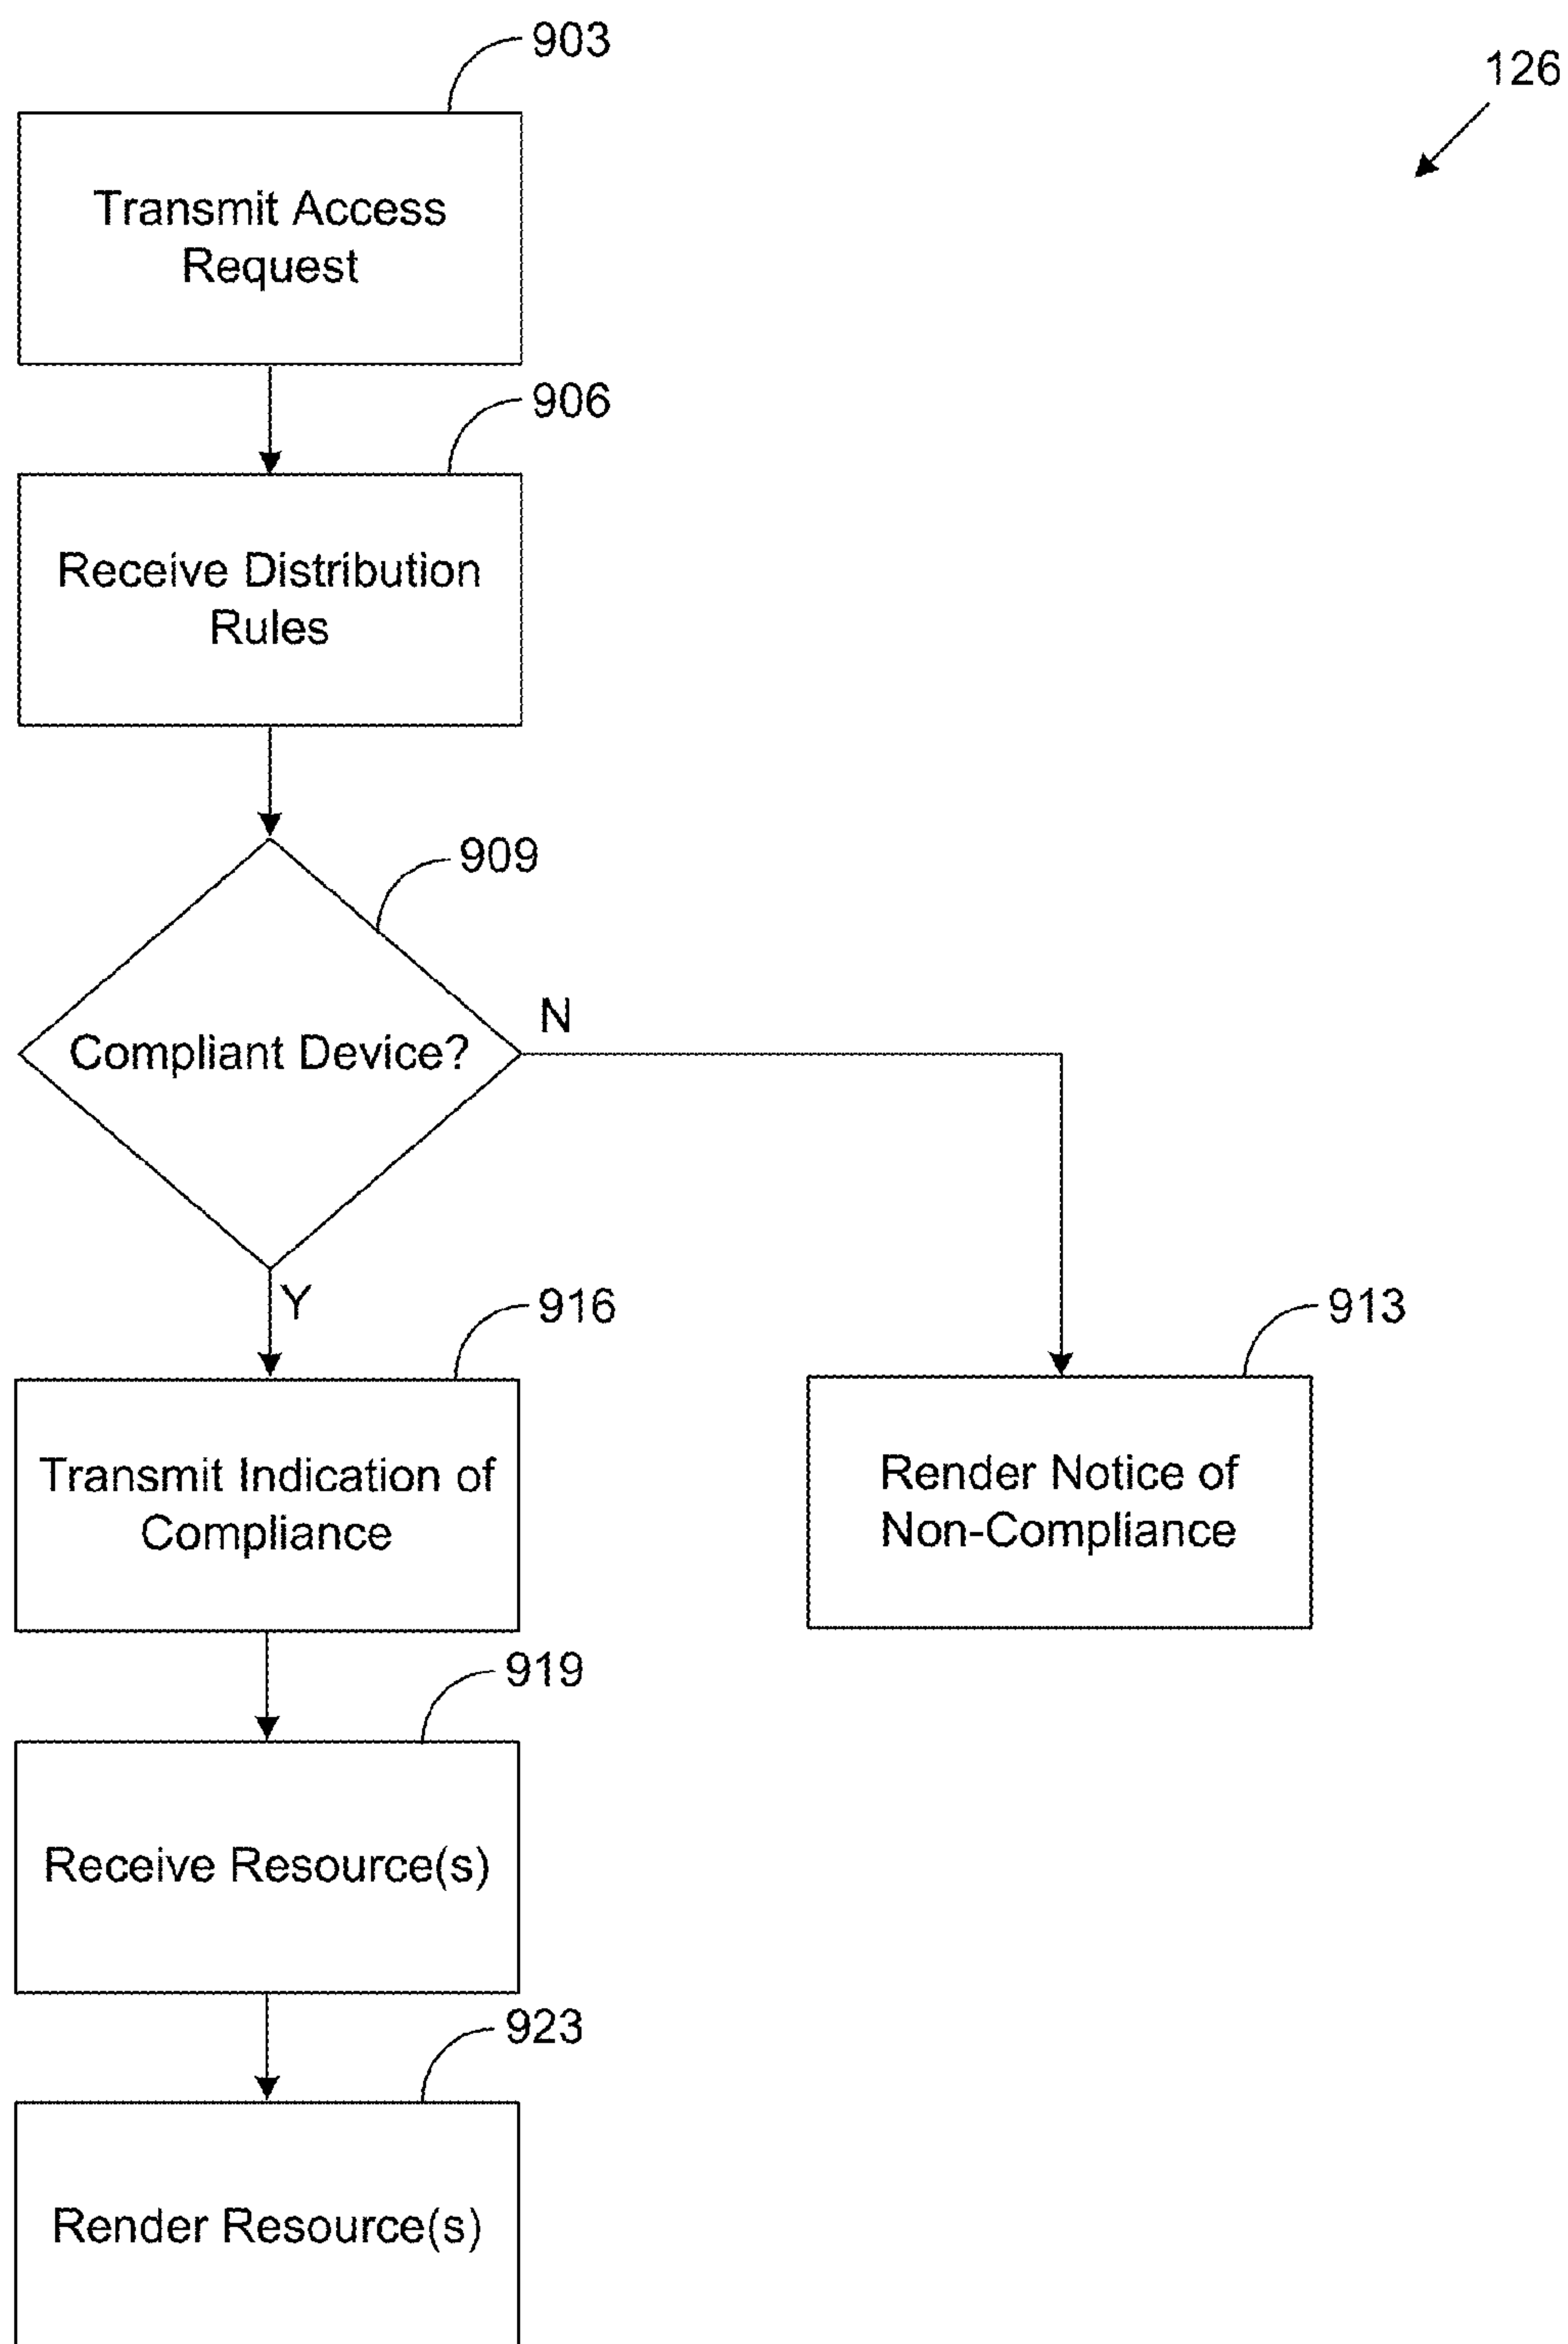 903
126
Transmit Access
Request
906
Receive Distribution
Rules
909
Compliant Device?
N
Y
916
913
Transmit Indication of
Compliance
Render Notice of
Non-Compliance
919
Receive Resource(s)
923
Render Resource(s)